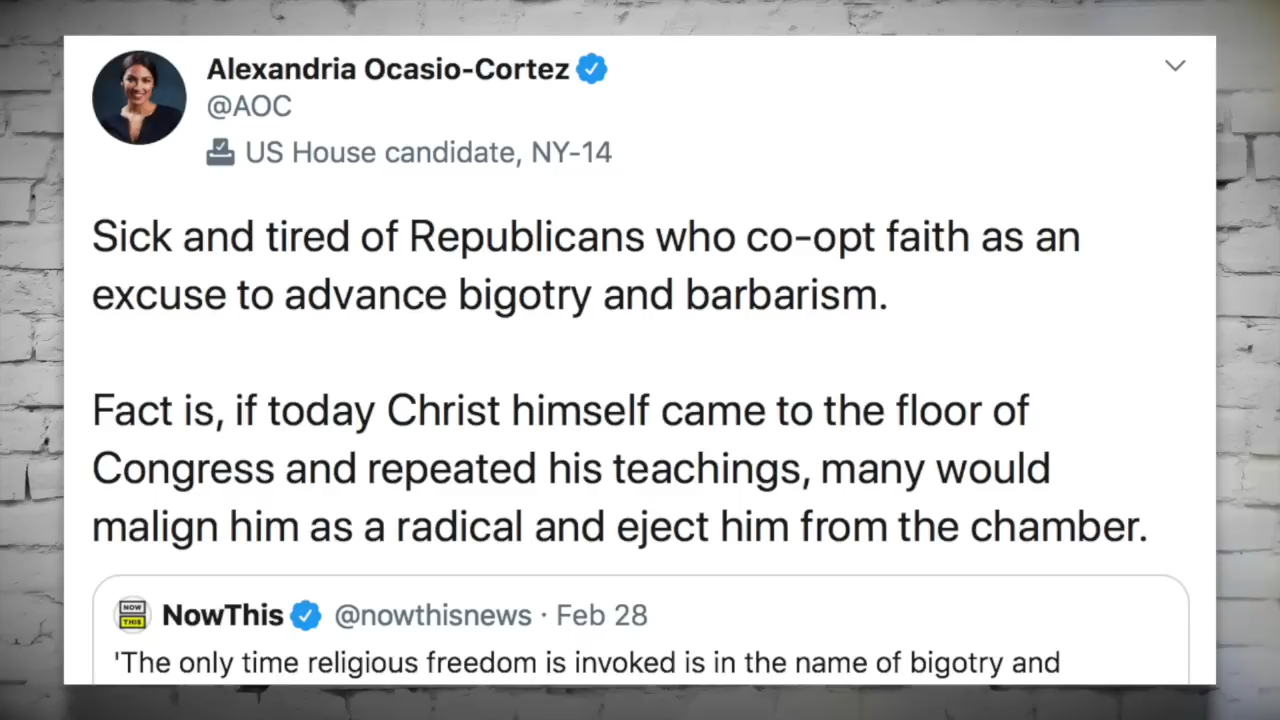 Alexandria Ocasio-Cortez
@AOC
US House candidate, NY-14
Sick and tired of Republicans who co-opt faith as an
excuse to advance bigotry and barbarism.
Fact is, if today Christ himself came to the floor of
Congress and repeated his teachings, many would
malign him as a radical and eject him from the chamber.
NOW
THIS
NowThis @nowthisnews · Feb 28
'The only time religious freedom is invoked is in the name of bigotry and